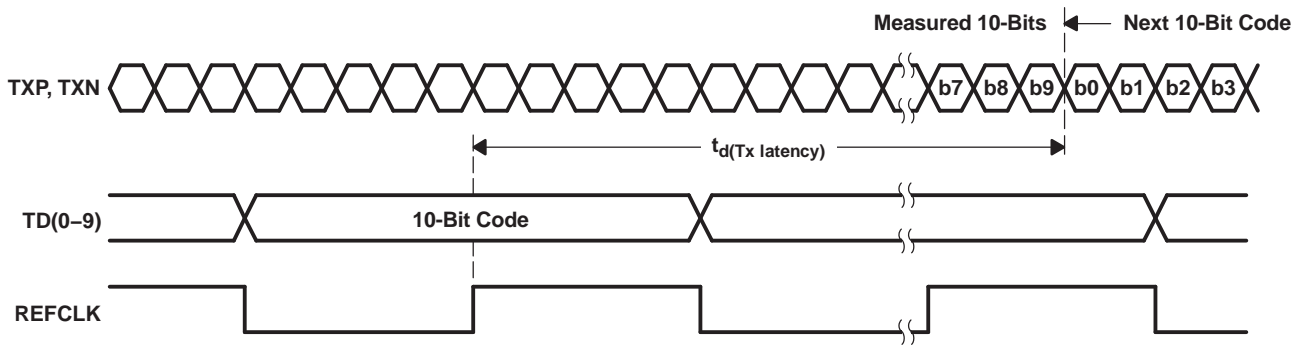 Measured 10-Bits Next 10-Bit Code
TXP, TXN b7 b8 b9 b0 b1 b2 b3
td(Tx latency)
TD(0–9) 10-Bit Code
REFCLK